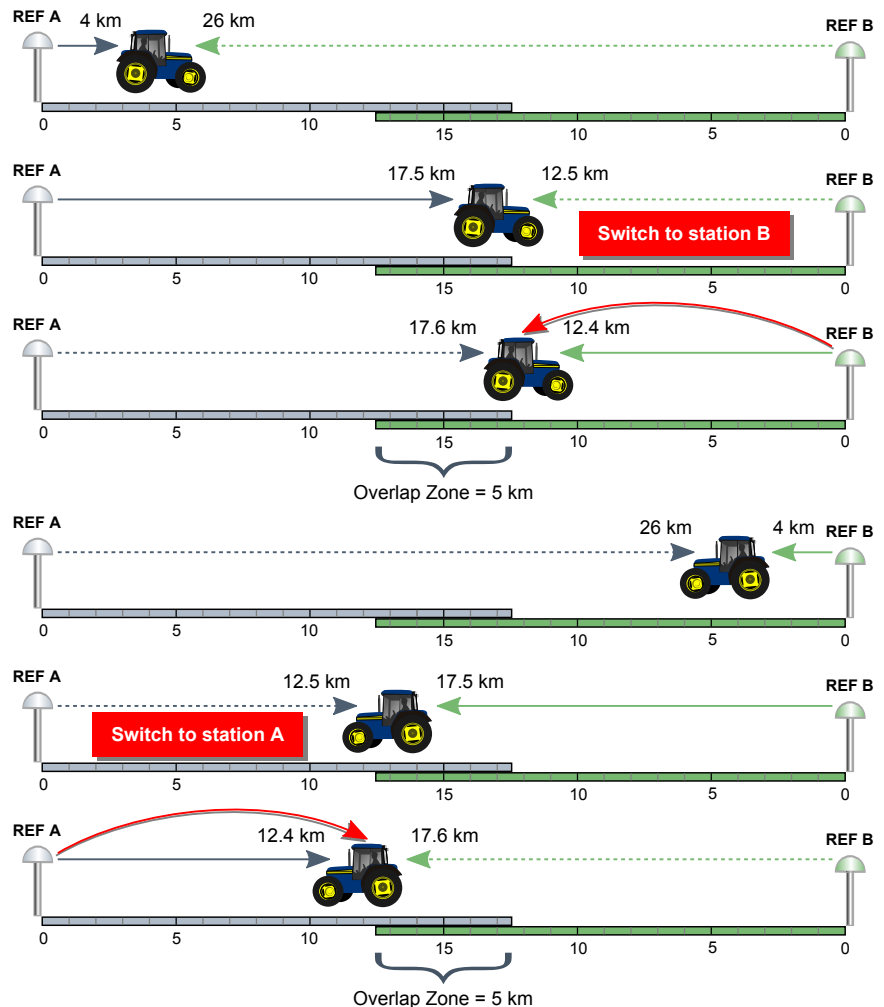 REF A 4 km 26 km REF B
0 5 10 15 10 5 0
REF A 17.5 km 12.5 km REF B
Switch to station B
0 5 10 15 10 5 0
REF A 17.6 km 12.4 km REF B
0 5 10 15 10 5 0
Overlap Zone = 5 km
REF A 26 km 4 km REF B
0 5 10 15 10 5 0
REF A 12.5 km 17.5 km REF B
Switch to station A
0 5 10 15 10 5 0
REF A 12.4 km 17.6 km REF B
0 5 10 15 10 5 0
Overlap Zone = 5 km